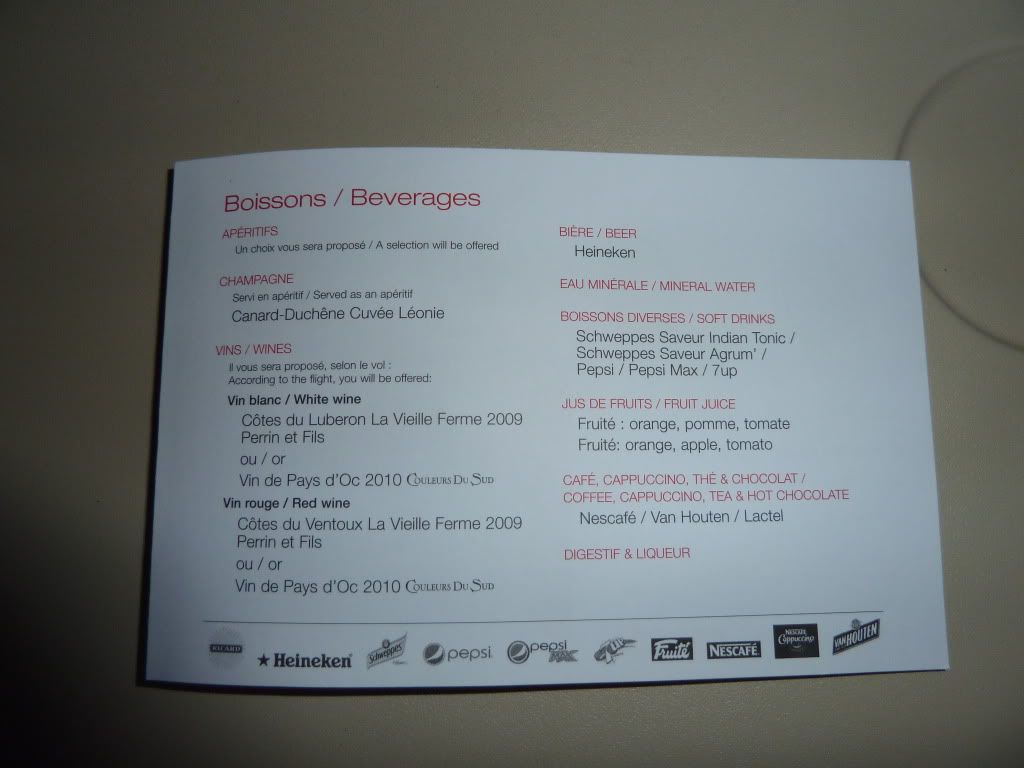 Boissons / Beverages
APÉRITIFS
Un choix vous sera proposé / A selection will be offered
CHAMPAGNE
Servi en apéritif / Served as an apéritif
Canard-Duchêne Cuvée Léonie
VINS / WINES
Il vous sera proposé, selon le vol :
According to the flight, you will be offered:
Vin blanc / White wine
Côtes du Luberon La Vieille Ferme 2009
Perrin et Fils
ou / or
Vin de Pays d'Oc 2010 COULEURS DU SUD
Vin rouge / Red wine
Côtes du Ventoux La Vieille Ferme 2009
Perrin et Fils
ou / or
Vin de Pays d'Oc 2010 COULEURS DU SUD
BIÈRE / BEER
Heineken
EAU MINÉRALE / MINERAL WATER
BOISSONS DIVERSES / SOFT DRINKS
Schweppes Saveur Indian Tonic /
Schweppes Saveur Agrum' /
Pepsi / Pepsi Max / 7up
JUS DE FRUITS / FRUIT JUICE
Fruité : orange, pomme, tomate
Fruité: orange, apple, tomato
CAFÉ, CAPPUCCINO, THÉ & CHOCOLAT /
COFFEE, CAPPUCCINO, TEA & HOT CHOCOLATE
Nescafé / Van Houten / Lactel
DIGESTIF & LIQUEUR
RICARD Heineken Schweppes pepsi pepsi MAX Fruité NESCAFÉ NESCAFÉ Cappuccino VAN HOUTEN